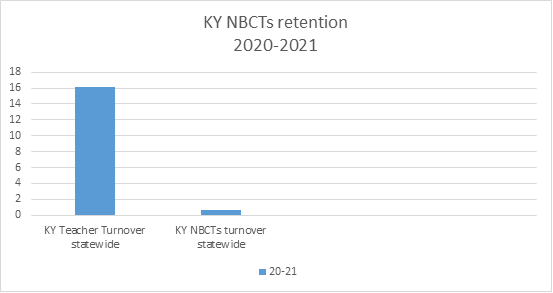 KY NBCTs retention
2020-2021
18
16
14
12
10
8
6
4
2
0
KY Teacher Turnover
statewide
KY NBCTs turnover
statewide
20-21